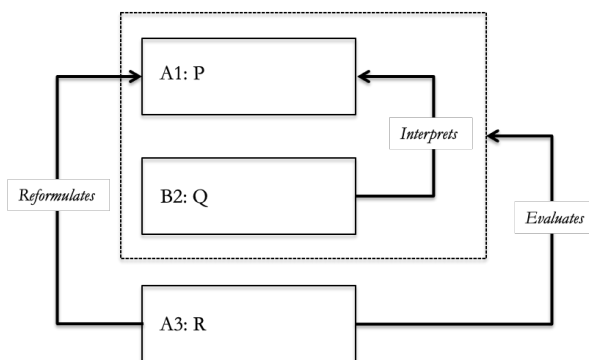 A1: P
Interprets
B2: Q
Reformulates
Evaluates
A3: R